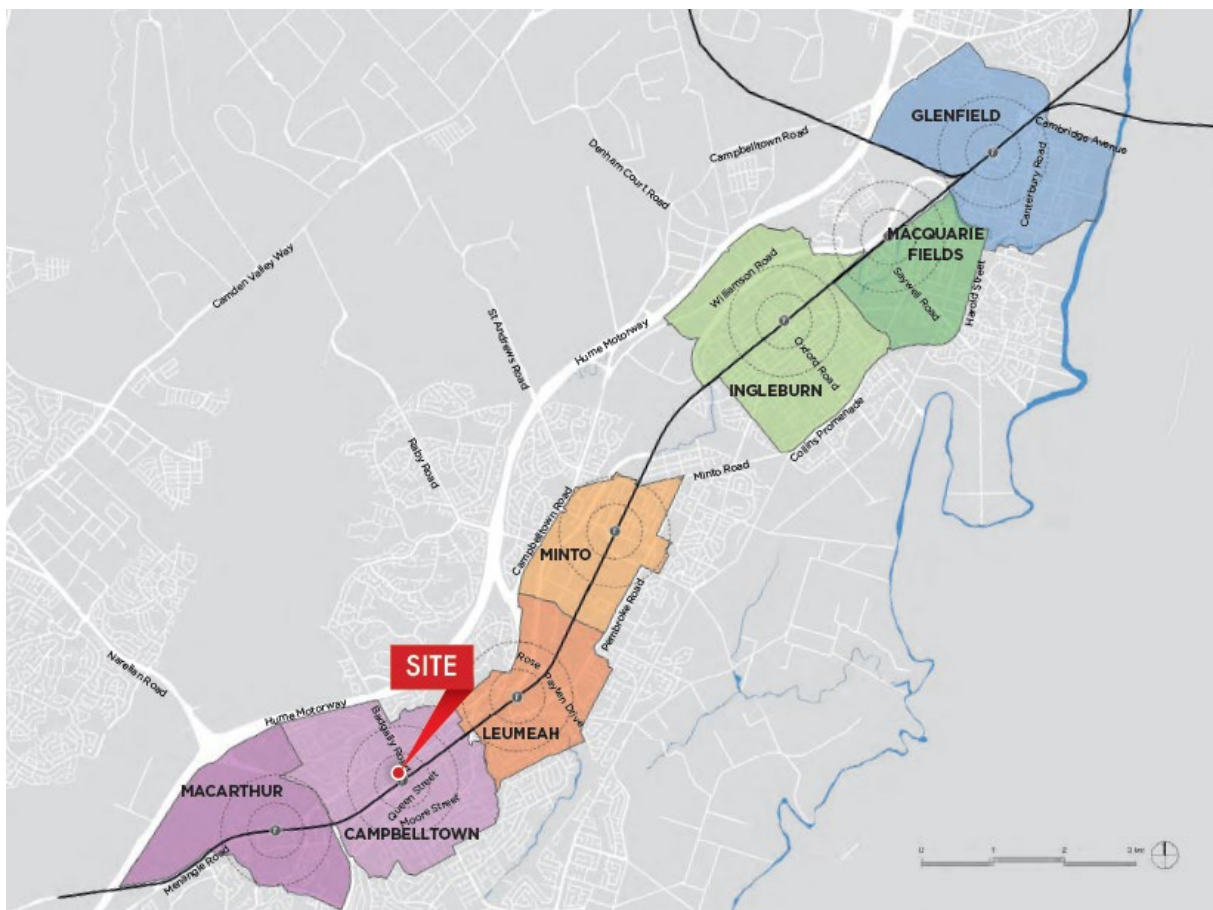 GLENFIELD
Cambridge Avenue
Campbelltown Road
Denham Court Road
Canterbury Road
MACQUARIE
FIELDS
Saywell Road
Harold Street
Williamson Road
Camden Valley Way
St Andrews Road
Hume Motorway
Oxford Road
INGLEBURN
Collins Promenade
Raby Road
Minto Road
Campbelltown Road
MINTO
Pembroke Road
Narellan Road
SITE
Rose Payten Drive
Hume Motorway
Badgally Road
LEUMEAH
MACARTHUR
Queen Street
Moore Street
CAMPBELLTOWN
Menangle Road
0 1 2 3 km